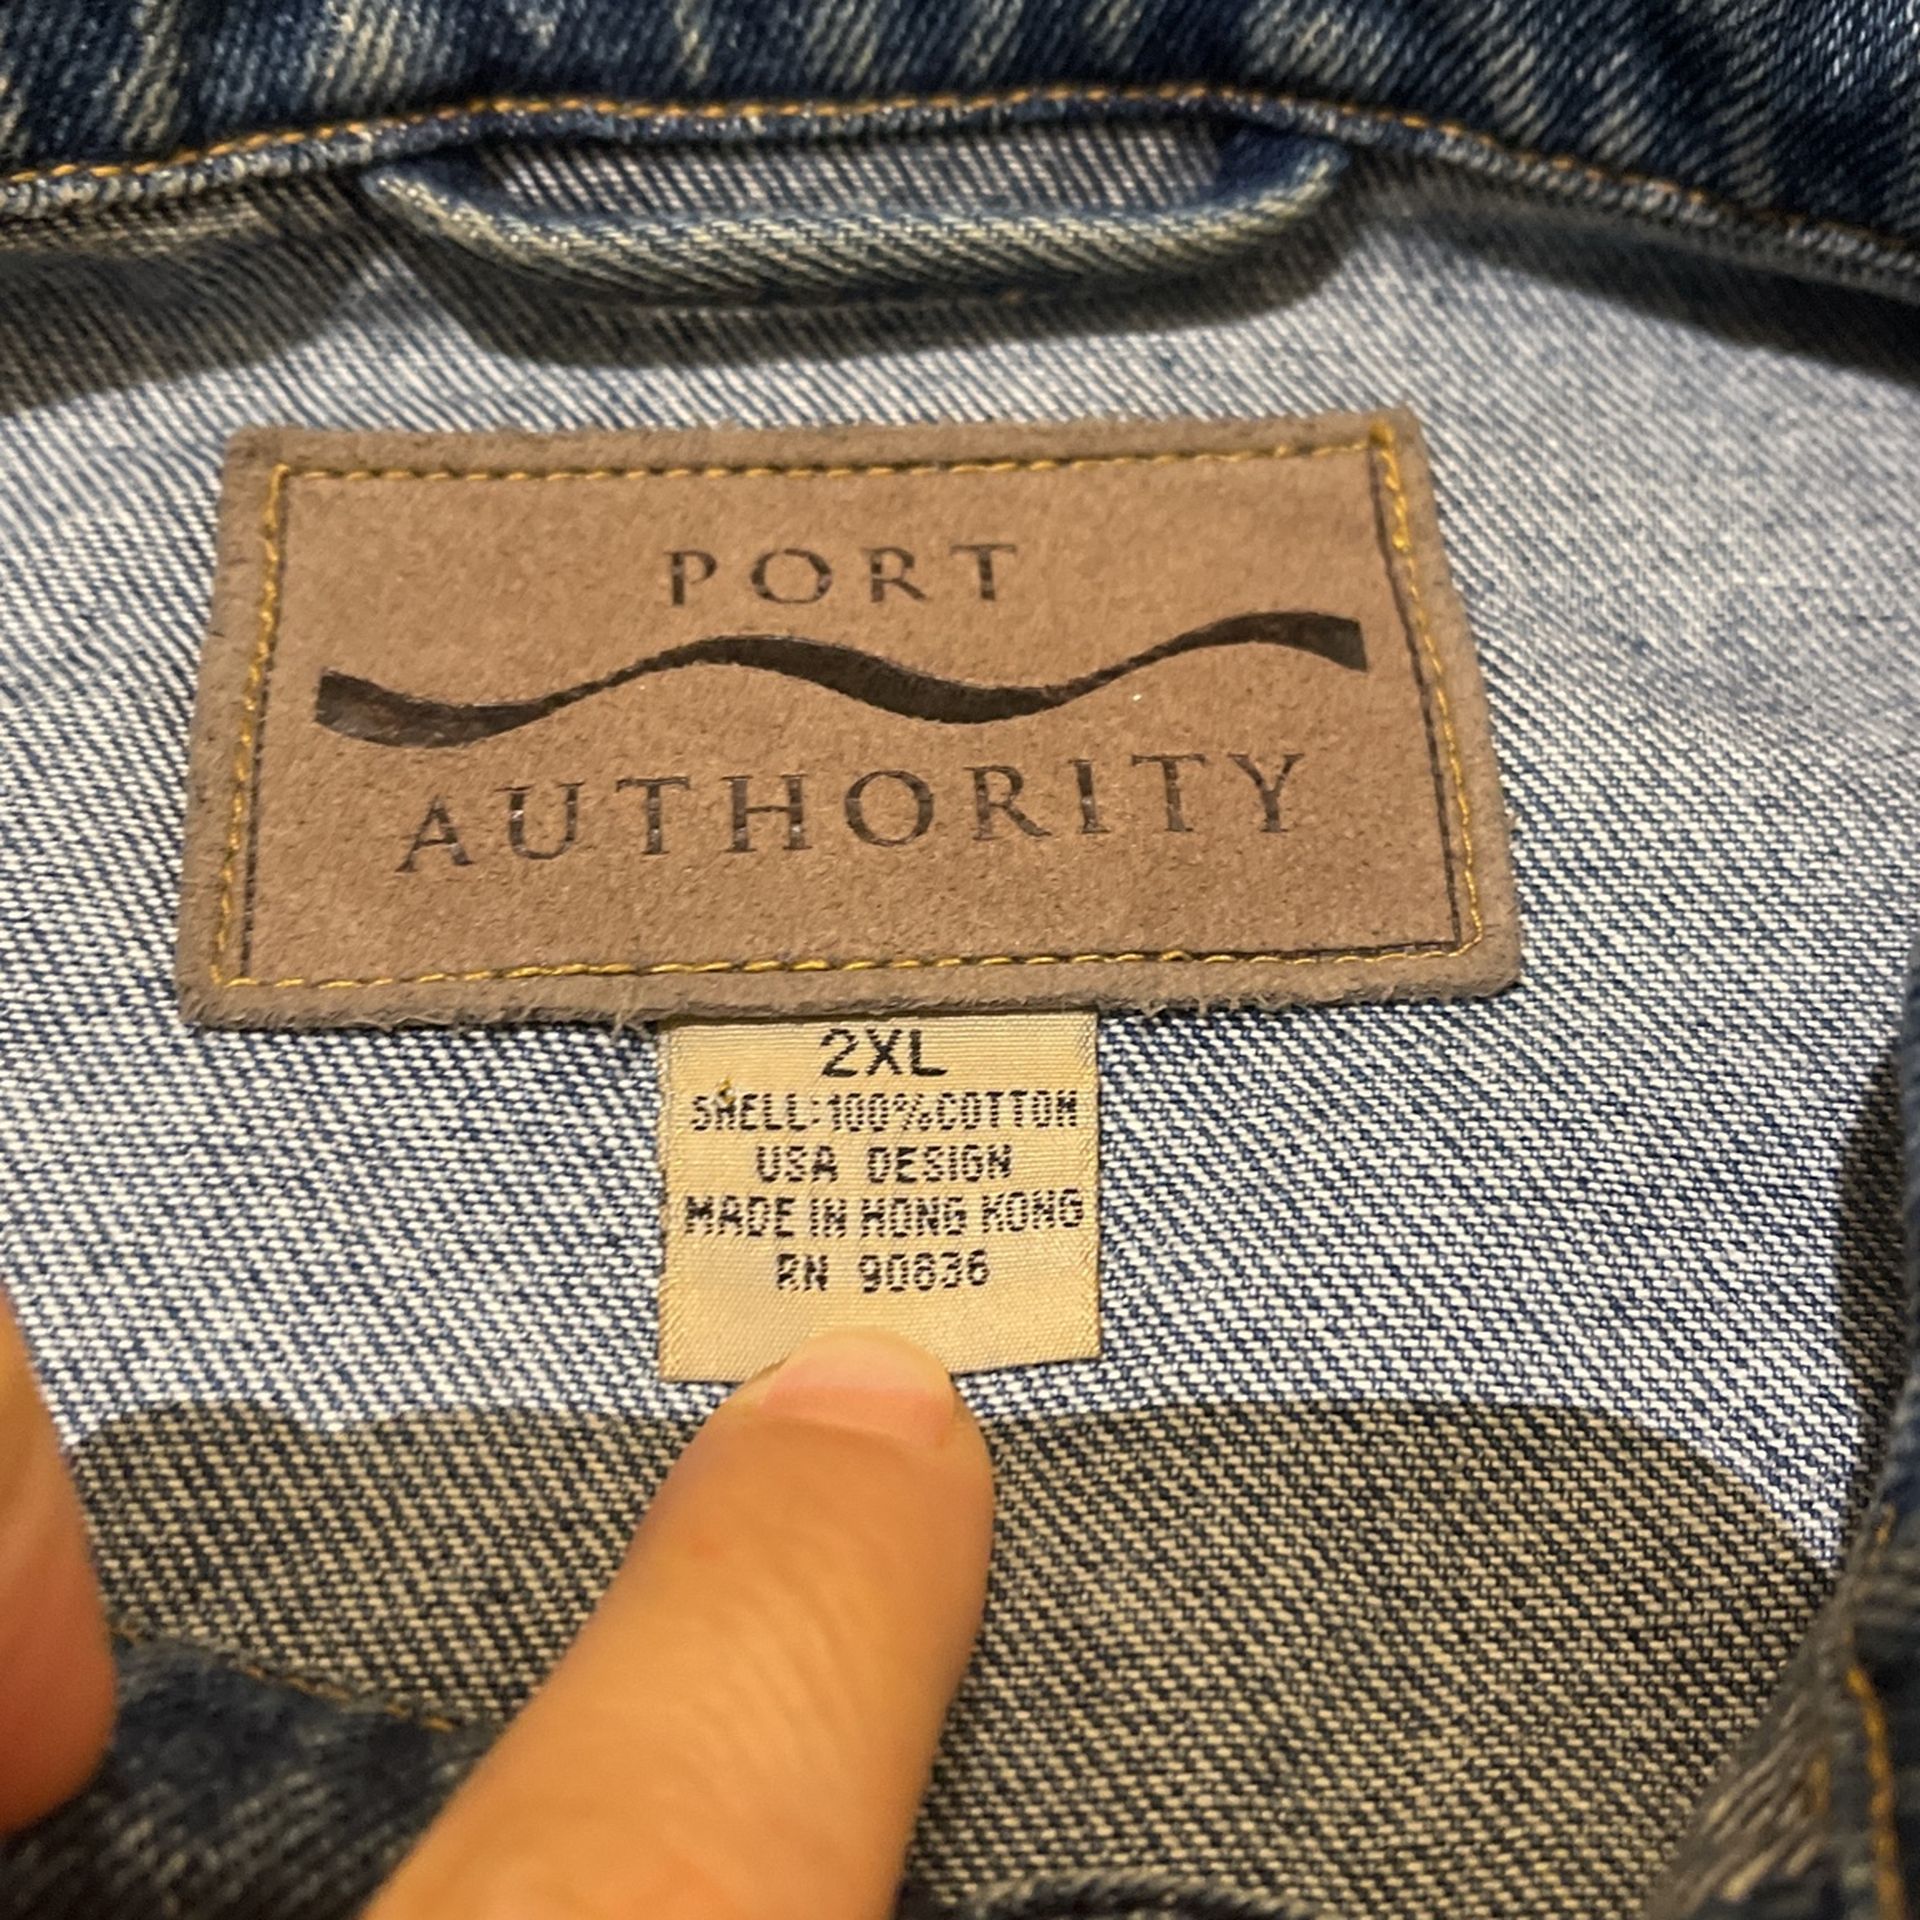 PORT
AUTHORITY
2XL
SHELL:100%COTTON
USA DESIGN
MADE IN HONG KONG
RN 90836